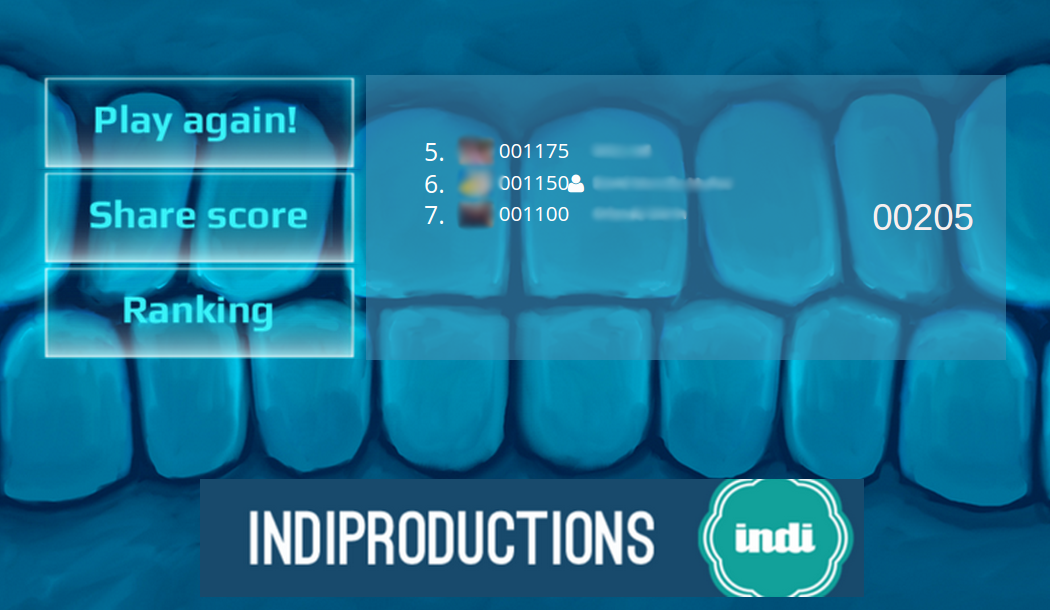 Play again!
Share score
Ranking
5. 001175
6. 001150
7. 001100
00205
INDIPRODUCTIONS
indi